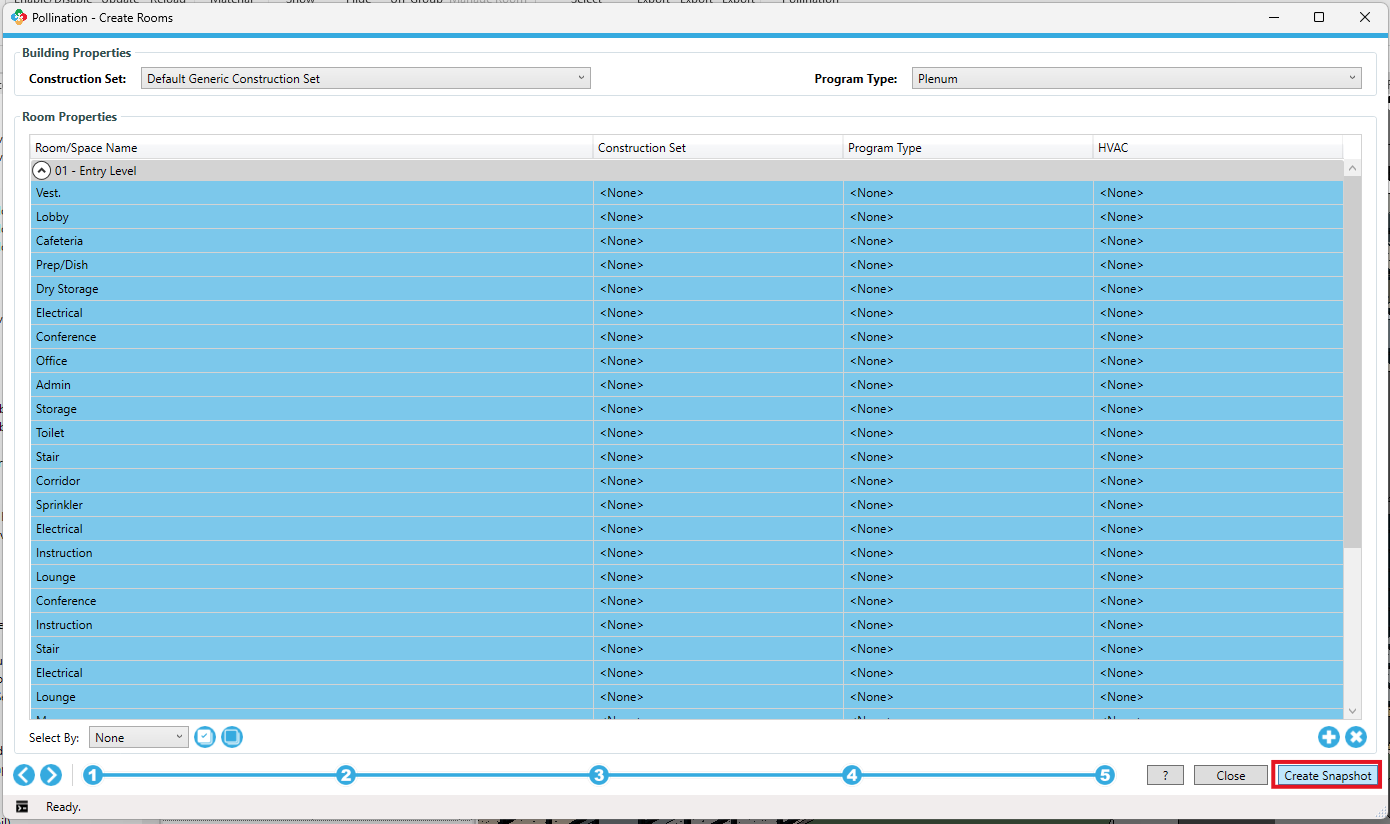 Pollination - Create Rooms
Building Properties
Construction Set: Default Generic Construction Set Program Type: Plenum
Room Properties
Room/Space Name Construction Set Program Type HVAC
01 - Entry Level
Vest. <None> <None> <None>
Lobby <None> <None> <None>
Cafeteria <None> <None> <None>
Prep/Dish <None> <None> <None>
Dry Storage <None> <None> <None>
Electrical <None> <None> <None>
Conference <None> <None> <None>
Office <None> <None> <None>
Admin <None> <None> <None>
Storage <None> <None> <None>
Toilet <None> <None> <None>
Stair <None> <None> <None>
Corridor <None> <None> <None>
Sprinkler <None> <None> <None>
Electrical <None> <None> <None>
Instruction <None> <None> <None>
Lounge <None> <None> <None>
Conference <None> <None> <None>
Instruction <None> <None> <None>
Stair <None> <None> <None>
Electrical <None> <None> <None>
Lounge <None> <None> <None>
Select By: None
1 2 3 4 5 ? Close Create Snapshot
Ready.